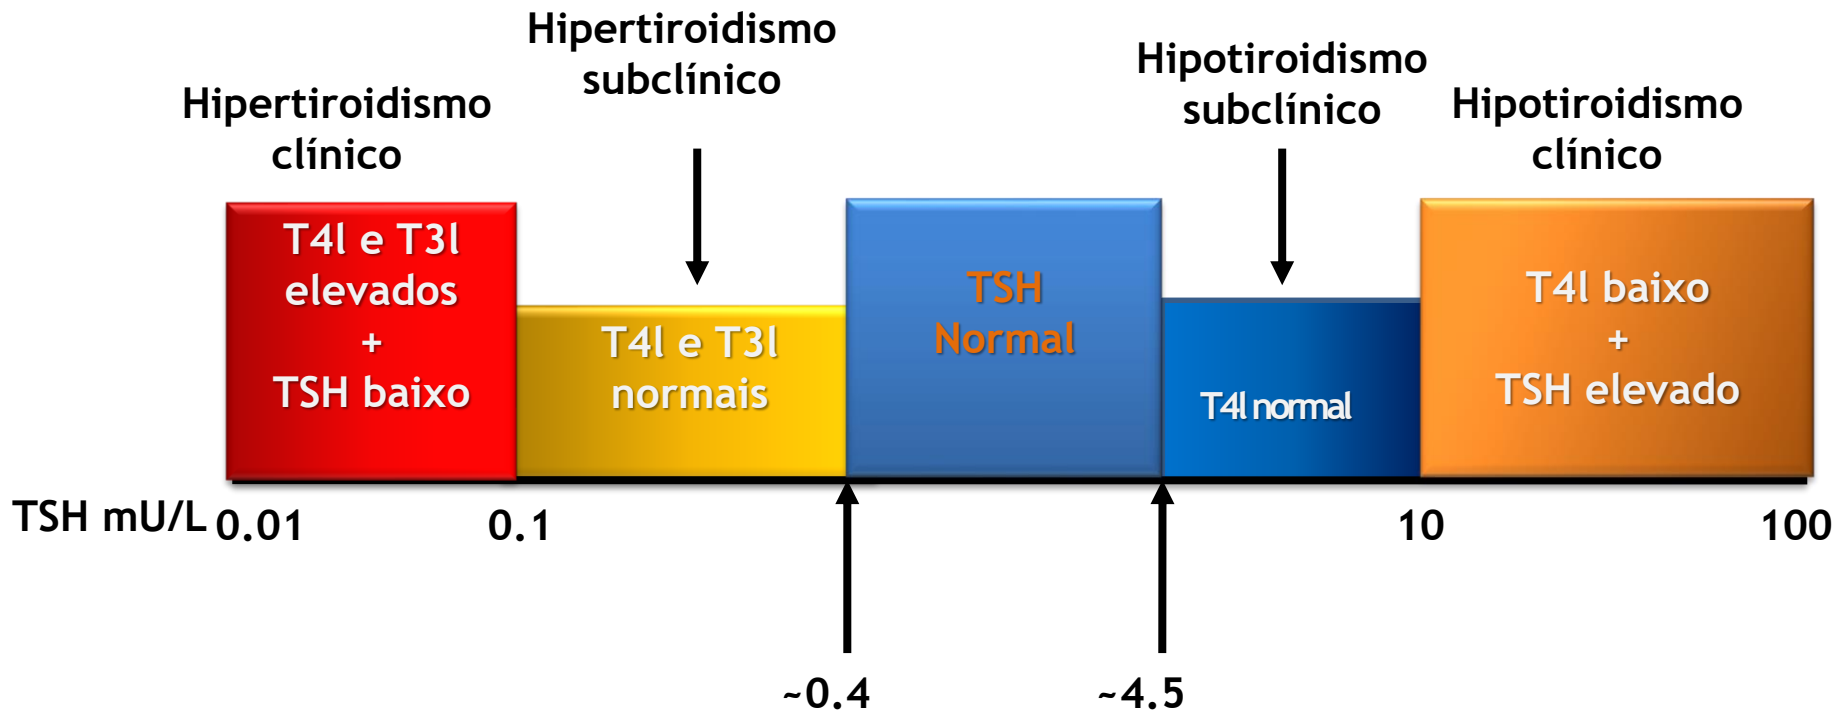 Hipertiroidismo
subclínico
Hipotiroidismo
subclínico
Hipertiroidismo
clínico
Hipotiroidismo
clínico
T4l e T3l
elevados
+
TSH baixo
T4l e T3l
normais
TSH
Normal
T4l normal
T4l baixo
+
TSH elevado
TSH mU/L 0.01 0.1 10 100
~0.4 ~4.5